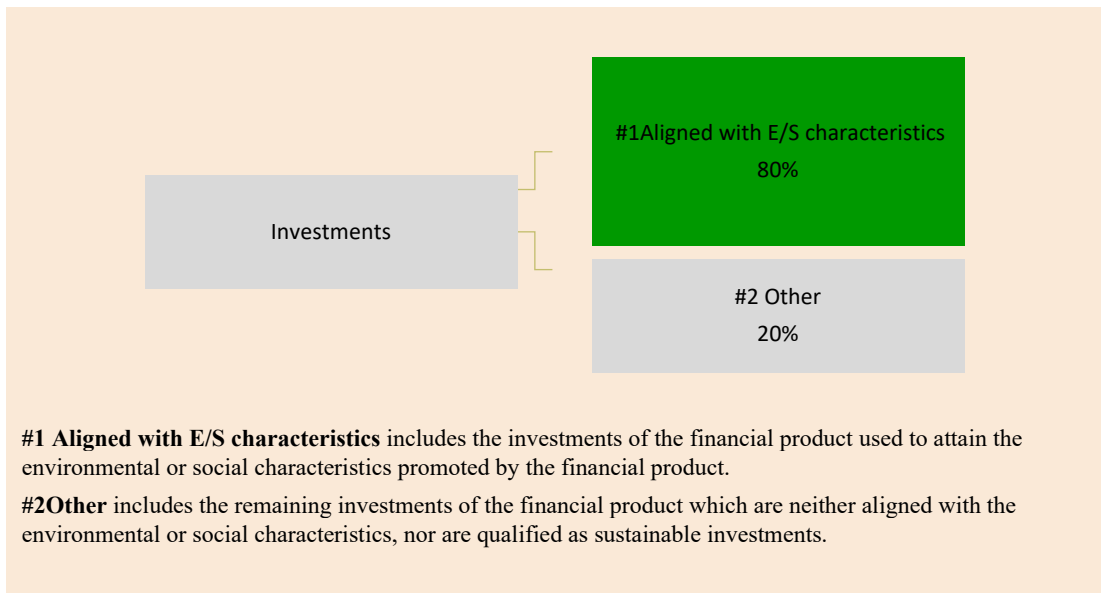 #1Aligned with E/S characteristics
80%
Investments
#2 Other
20%
#1 Aligned with E/S characteristics includes the investments of the financial product used to attain the
environmental or social characteristics promoted by the financial product.
#2Other includes the remaining investments of the financial product which are neither aligned with the
environmental or social characteristics, nor are qualified as sustainable investments.